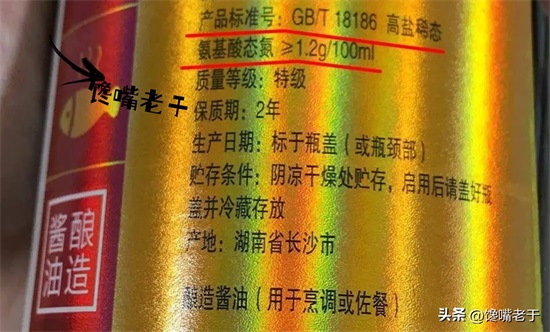 产品标准号：GB/T 18186 高盐稀态
氨基酸态氮 ≥1.2g/100ml
质量等级：特级
保质期：2年
生产日期：标于瓶盖（或瓶颈部）
贮存条件：阴凉干燥处贮存，启用后请盖好瓶
盖并冷藏存放
产地：湖南省长沙市
酿造酱油（用于烹调或佐餐）
馋嘴老于
酿造
酱油
头条 @馋嘴老于